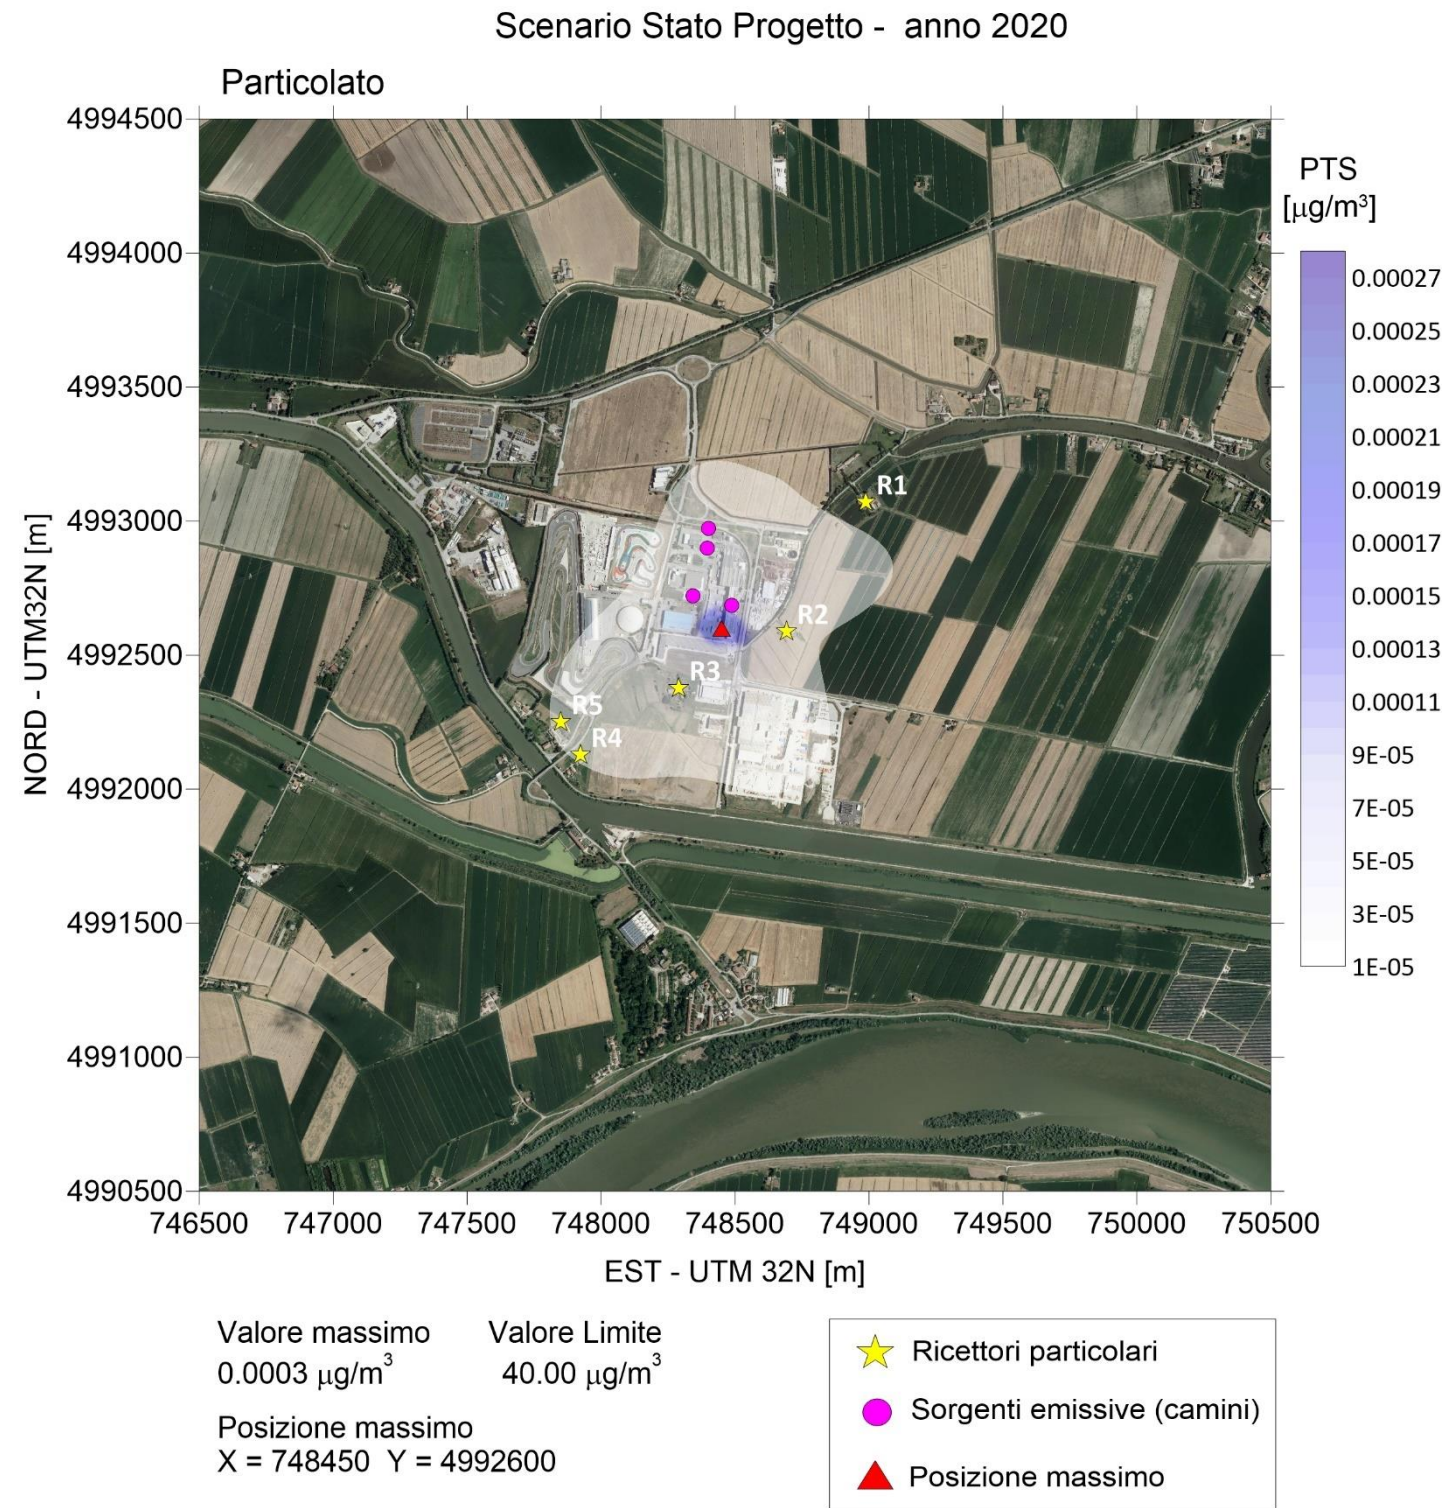 Scenario Stato Progetto - anno 2020
Particolato
4994500
4994000
4993500
4993000
4992500
4992000
4991500
4991000
4990500
NORD - UTM32N [m]
746500 747000 747500 748000 748500 749000 749500 750000 750500
EST - UTM 32N [m]
R1
R2
R3
R5
R4
PTS
[µg/m³]
0.00027
0.00025
0.00023
0.00021
0.00019
0.00017
0.00015
0.00013
0.00011
9E-05
7E-05
5E-05
3E-05
1E-05
Valore massimo Valore Limite
0.0003 µg/m³ 40.00 µg/m³
Posizione massimo
X = 748450 Y = 4992600
Ricettori particolari
Sorgenti emissive (camini)
Posizione massimo